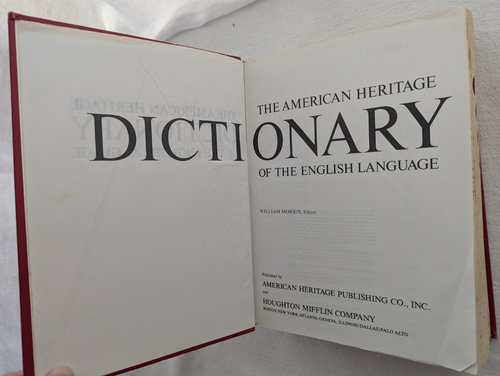 THE AMERICAN HERITAGE
DICTIONARY
OF THE ENGLISH LANGUAGE
WILLIAM MORRIS, Editor
Published by
AMERICAN HERITAGE PUBLISHING CO., INC.
and
HOUGHTON MIFFLIN COMPANY
BOSTON/NEW YORK/ATLANTA/GENEVA, ILLINOIS/DALLAS/PALO ALTO